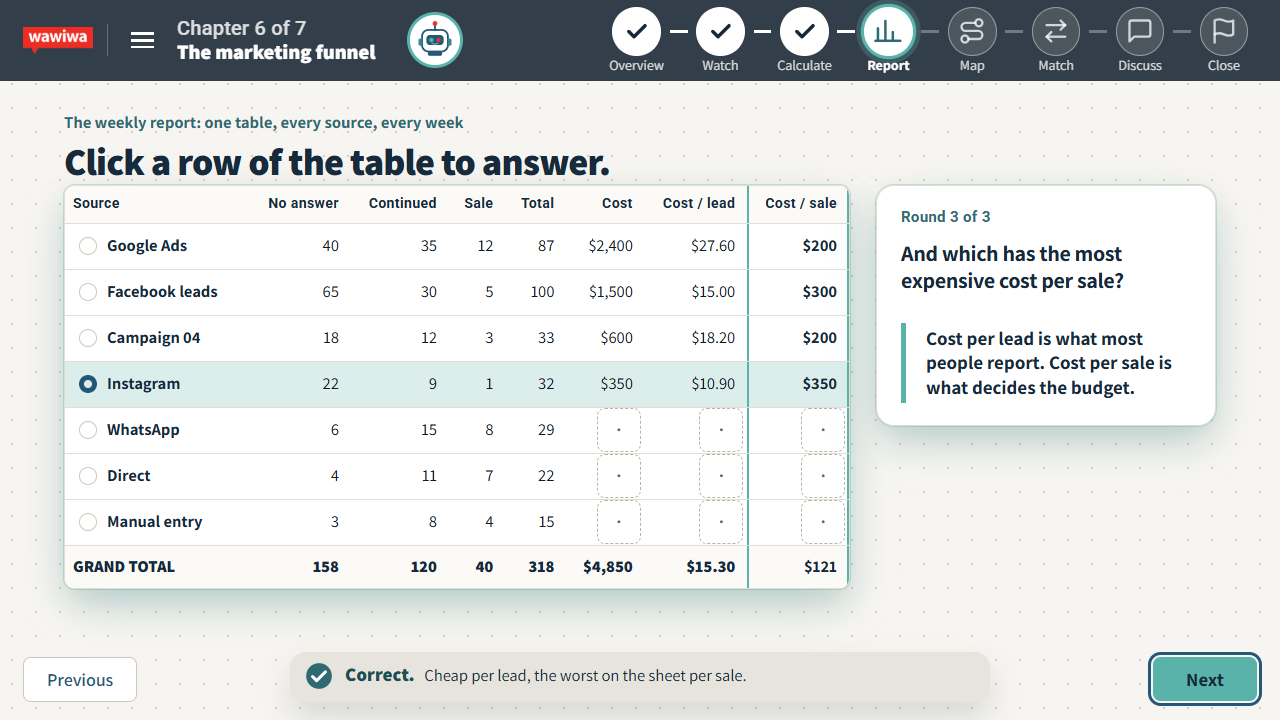 wawiwa
Chapter 6 of 7
The marketing funnel
Overview
Watch
Calculate
Report
Map
Match
Discuss
Close
The weekly report: one table, every source, every week
Click a row of the table to answer.
Source No answer Continued Sale Total Cost Cost / lead Cost / sale
Google Ads 40 35 12 87 $2,400 $27.60 $200
Facebook leads 65 30 5 100 $1,500 $15.00 $300
Campaign 04 18 12 3 33 $600 $18.20 $200
Instagram 22 9 1 32 $350 $10.90 $350
WhatsApp 6 15 8 29 · · ·
Direct 4 11 7 22 · · ·
Manual entry 3 8 4 15 · · ·
GRAND TOTAL 158 120 40 318 $4,850 $15.30 $121
Round 3 of 3
And which has the most
expensive cost per sale?
Cost per lead is what most
people report. Cost per sale is
what decides the budget.
Previous
Correct. Cheap per lead, the worst on the sheet per sale.
Next